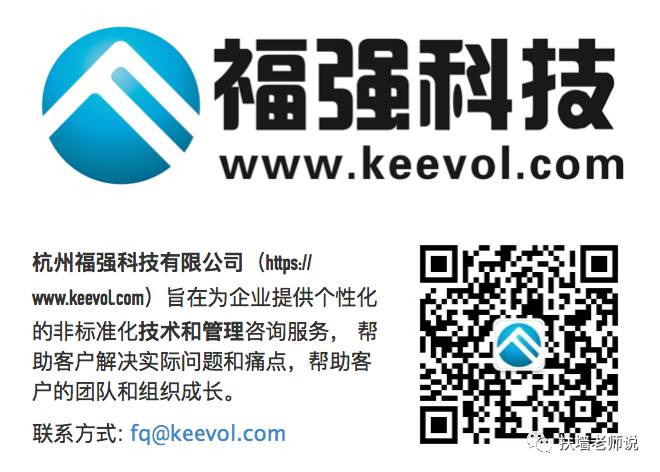 福强科技
www.keevol.com
杭州福强科技有限公司（https://
www.keevol.com）旨在为企业提供个性化
的非标准化技术和管理咨询服务， 帮
助客户解决实际问题和痛点，帮助客
户的团队和组织成长。
联系方式: fq@keevol.com
扶墙老师说